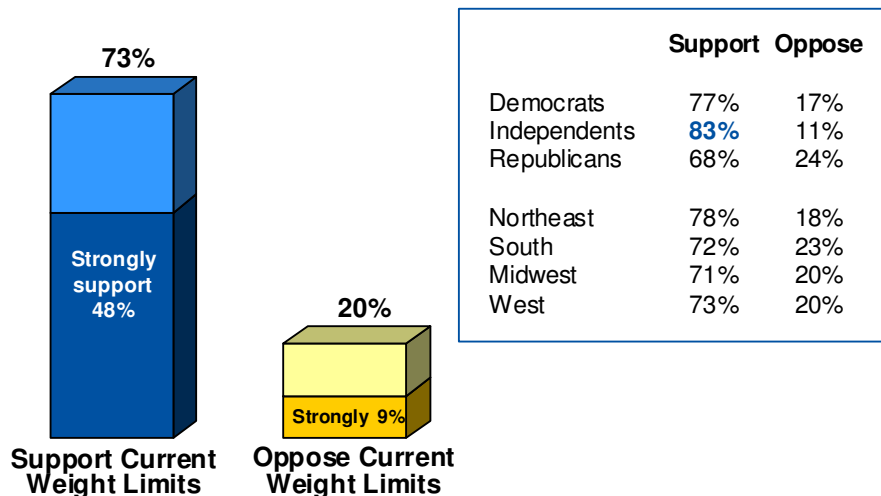 73%
Strongly
support
48%
20%
Strongly 9%
Support Current
Weight Limits
Oppose Current
Weight Limits
Support Oppose
Democrats 77% 17%
Independents 83% 11%
Republicans 68% 24%
Northeast 78% 18%
South 72% 23%
Midwest 71% 20%
West 73% 20%